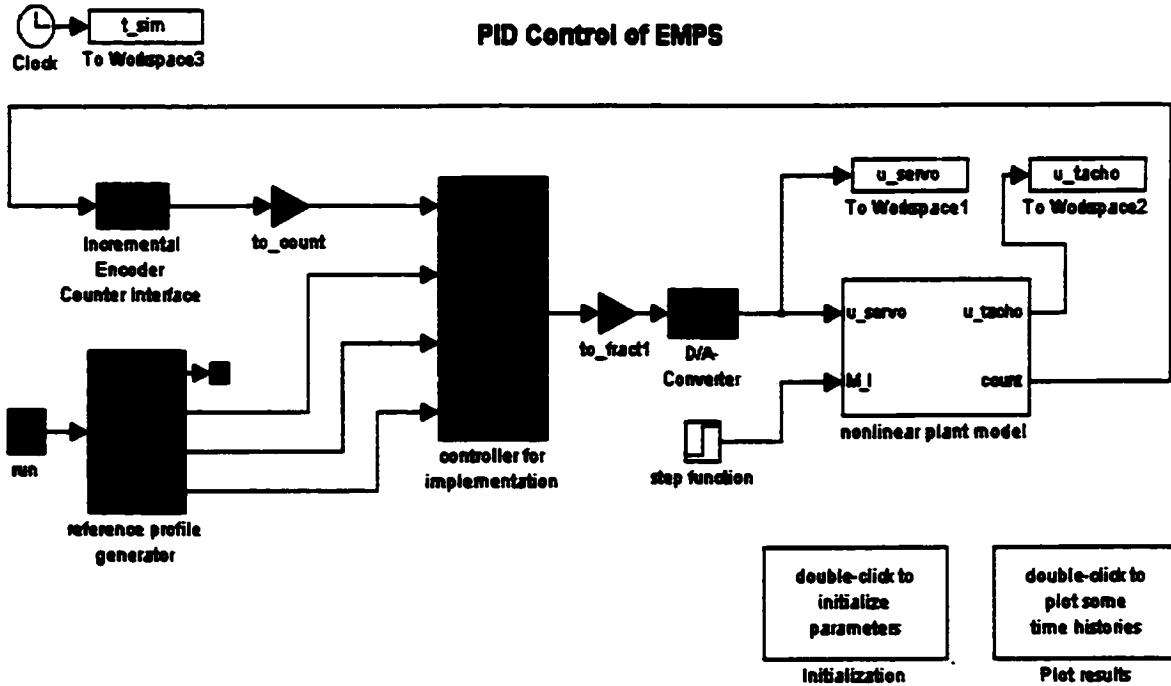 t_sim
Clock
To Workspace3
PID Control of EMPS
u_servo
To Workspace1
u_tacho
To Workspace2
Incremental
Encoder
Counter Interface
to_count
to_fract1
D/A-
Converter
u_servo
u_tacho
M_l
count
nonlinear plant model
step function
controller for
implementation
run
reference profile
generator
double-click to
initialize
parameters
Initialization
double-click to
plot some
time histories
Plot results